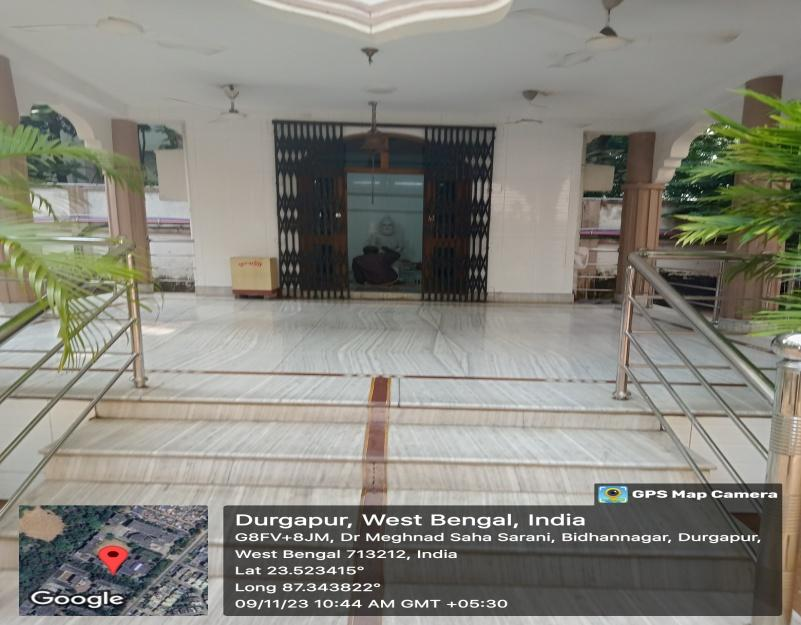 GPS Map Camera
Durgapur, West Bengal, India
G8FV+8JM, Dr Meghnad Saha Sarani, Bidhannagar, Durgapur,
West Bengal 713212, India
Lat 23.523415°
Long 87.343822°
09/11/23 10:44 AM GMT +05:30
Google